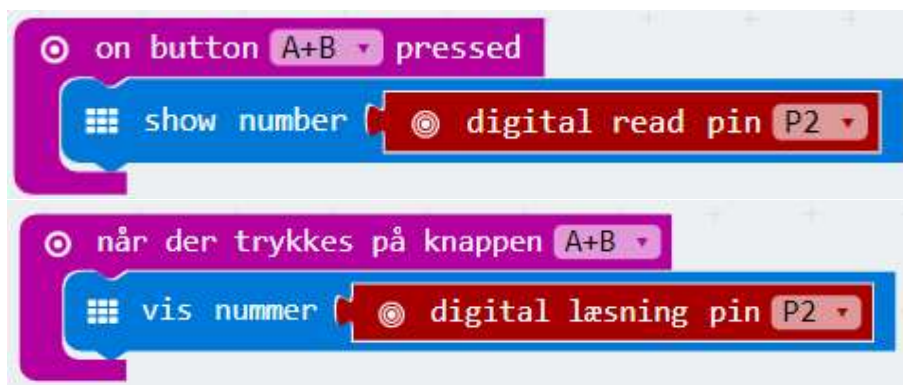 on button A+B pressed
show number digital read pin P2
når der trykkes på knappen A+B
vis nummer digital læsning pin P2